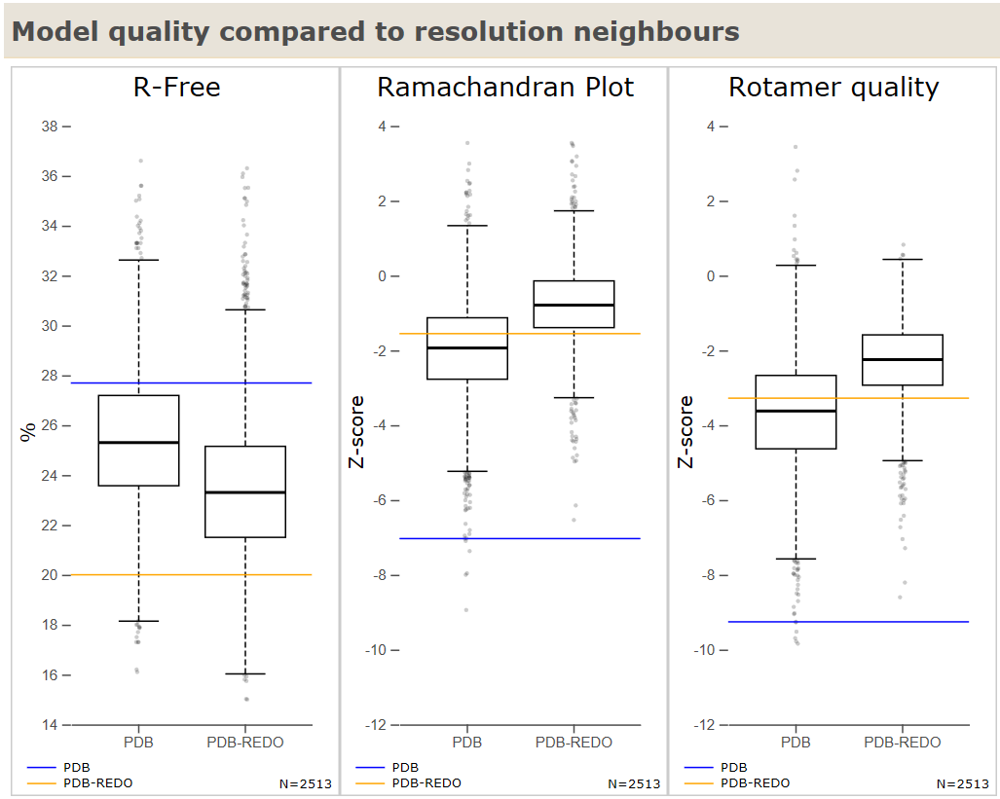 Model quality compared to resolution neighbours
R-Free
38
36
34
32
30
28
26
24
22
20
18
16
14
%
PDB PDB-REDO
PDB
PDB-REDO N=2513
Ramachandran Plot
4
2
0
-2
-4
-6
-8
-10
-12
Z-score
PDB PDB-REDO
PDB
PDB-REDO N=2513
Rotamer quality
4
2
0
-2
-4
-6
-8
-10
-12
Z-score
PDB PDB-REDO
PDB
PDB-REDO N=2513